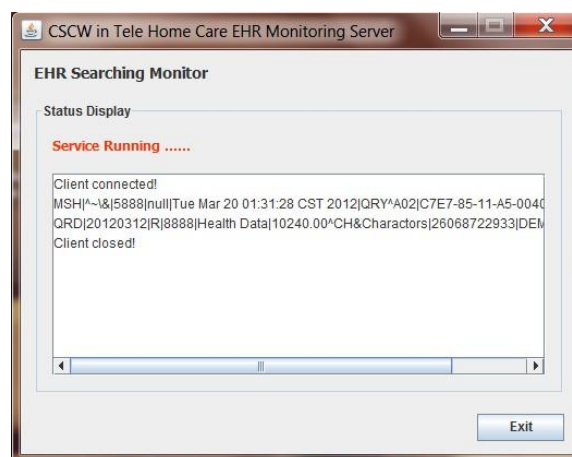 CSCW in Tele Home Care EHR Monitoring Server
EHR Searching Monitor
Status Display
Service Running ......
Client connected!
MSH|^~\&|5888|null|Tue Mar 20 01:31:28 CST 2012|QRY^A02|C7E7-85-11-A5-0040
QRD|20120312|R|8888|Health Data|10240.00^CH&Charactors|26068722933|DEM
Client closed!
Exit